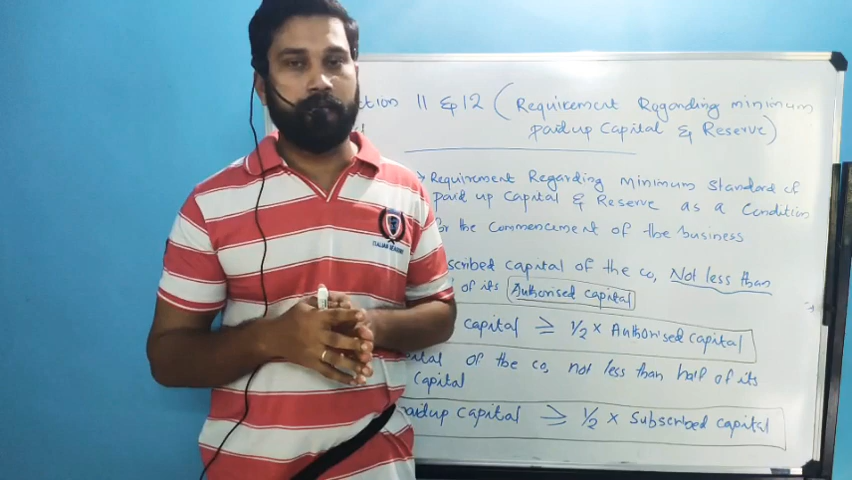 ction 11 & 12 ( Requirement Regarding minimum
paid up Capital & Reserve)
→ Requirement Regarding Minimum Standard of
Paid up Capital & Reserve as a Condition
for the Commencement of the business
scribed capital of the co, Not less than
of its Authorised capital
capital ≥ 1/2 × Authorised capital
pital of the co, not less than half of its
capital
paidup capital ≥ 1/2 × Subscribed capital